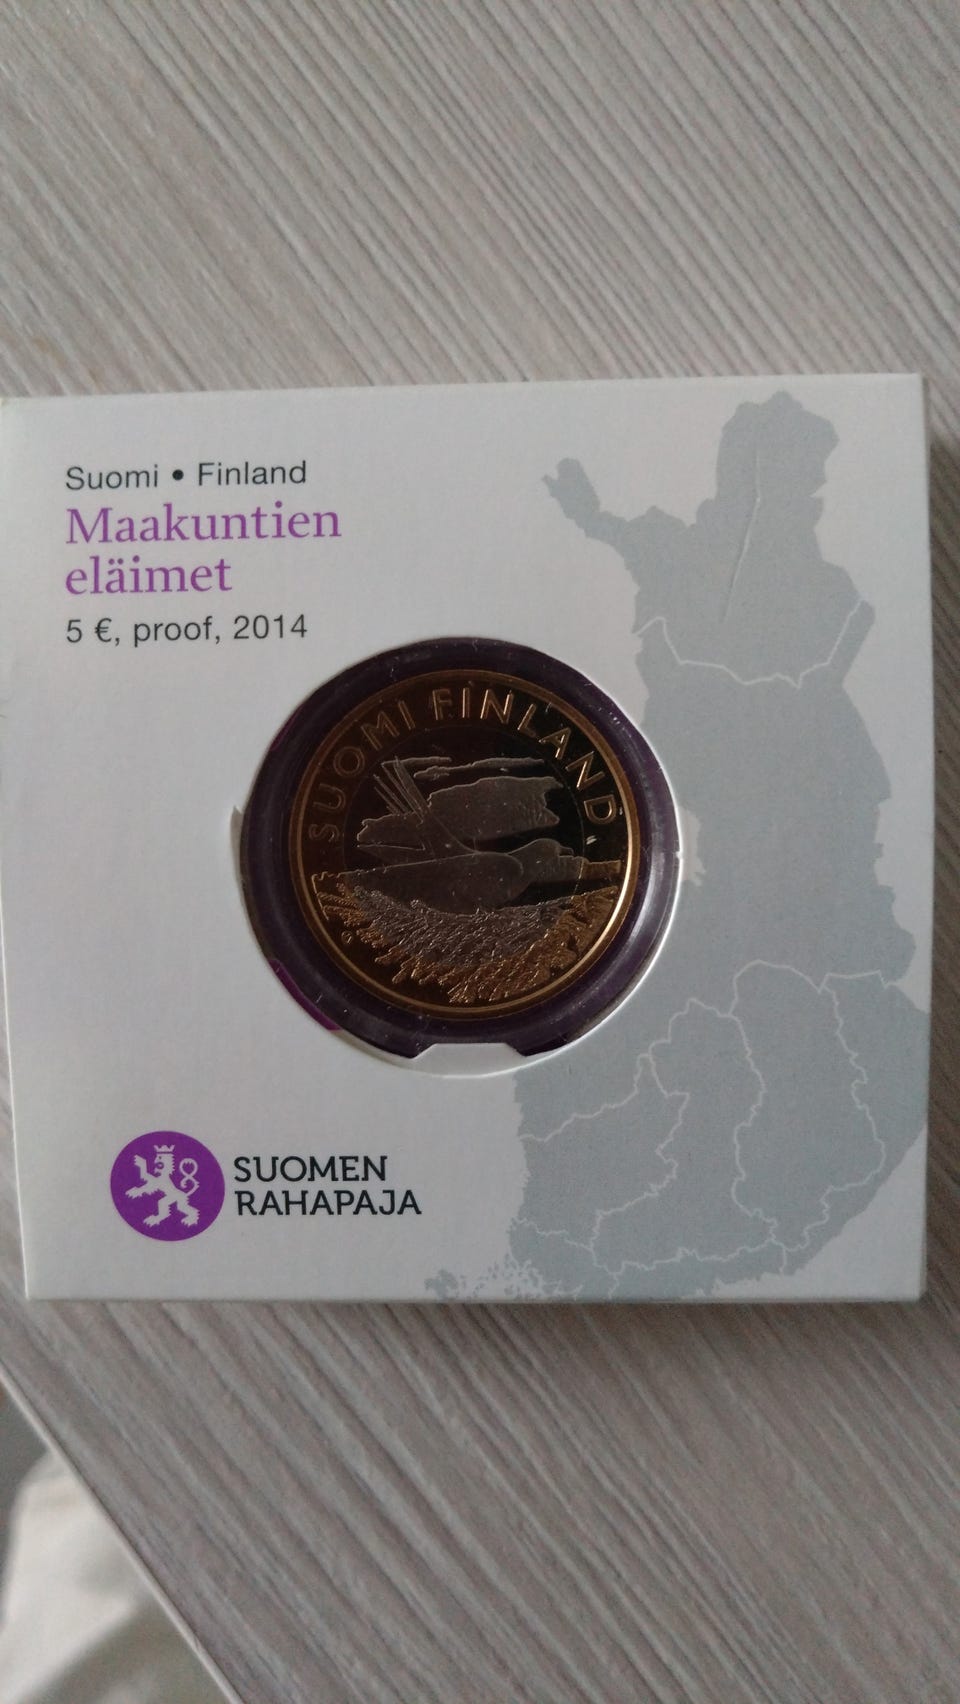 Suomi • Finland
Maakuntien
eläimet
5 €, proof, 2014
SUOMI FINLAND
SUOMEN
RAHAPAJA